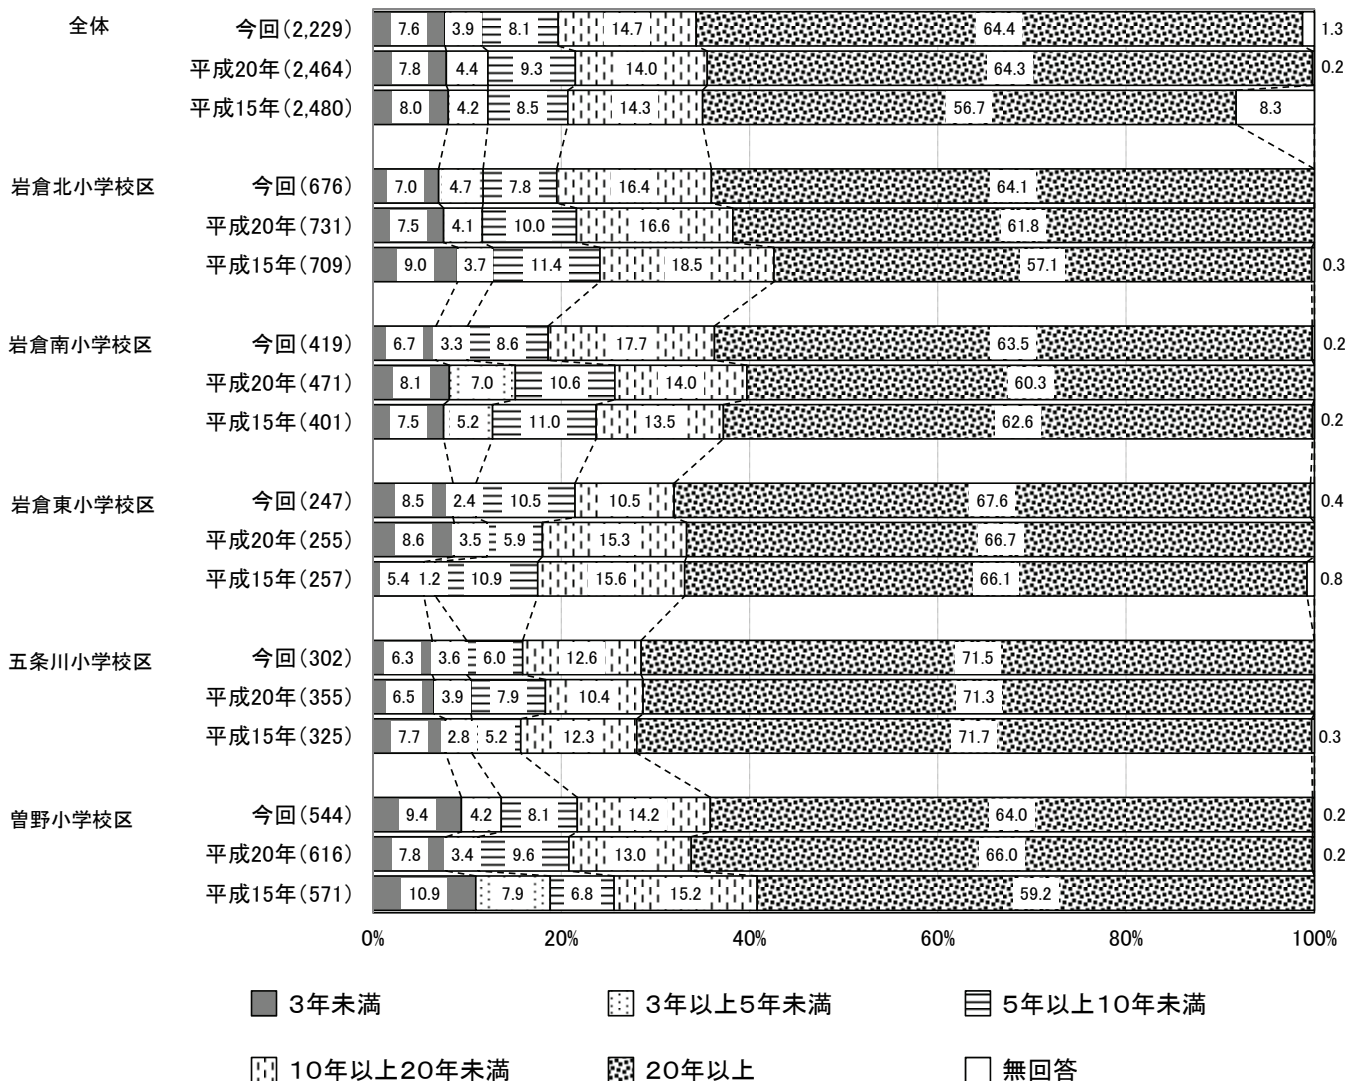 全体 今回(2,229) 7.6 3.9 8.1 14.7 64.4 1.3
平成20年(2,464) 7.8 4.4 9.3 14.0 64.3 0.2
平成15年(2,480) 8.0 4.2 8.5 14.3 56.7 8.3
岩倉北小学校区 今回(676) 7.0 4.7 7.8 16.4 64.1
平成20年(731) 7.5 4.1 10.0 16.6 61.8
平成15年(709) 9.0 3.7 11.4 18.5 57.1 0.3
岩倉南小学校区 今回(419) 6.7 3.3 8.6 17.7 63.5 0.2
平成20年(471) 8.1 7.0 10.6 14.0 60.3
平成15年(401) 7.5 5.2 11.0 13.5 62.6 0.2
岩倉東小学校区 今回(247) 8.5 2.4 10.5 10.5 67.6 0.4
平成20年(255) 8.6 3.5 5.9 15.3 66.7
平成15年(257) 5.4 1.2 10.9 15.6 66.1 0.8
五条川小学校区 今回(302) 6.3 3.6 6.0 12.6 71.5
平成20年(355) 6.5 3.9 7.9 10.4 71.3
平成15年(325) 7.7 2.8 5.2 12.3 71.7 0.3
曽野小学校区 今回(544) 9.4 4.2 8.1 14.2 64.0 0.2
平成20年(616) 7.8 3.4 9.6 13.0 66.0 0.2
平成15年(571) 10.9 7.9 6.8 15.2 59.2
0% 20% 40% 60% 80% 100%
3年未満 3年以上5年未満 5年以上10年未満
10年以上20年未満 20年以上 無回答